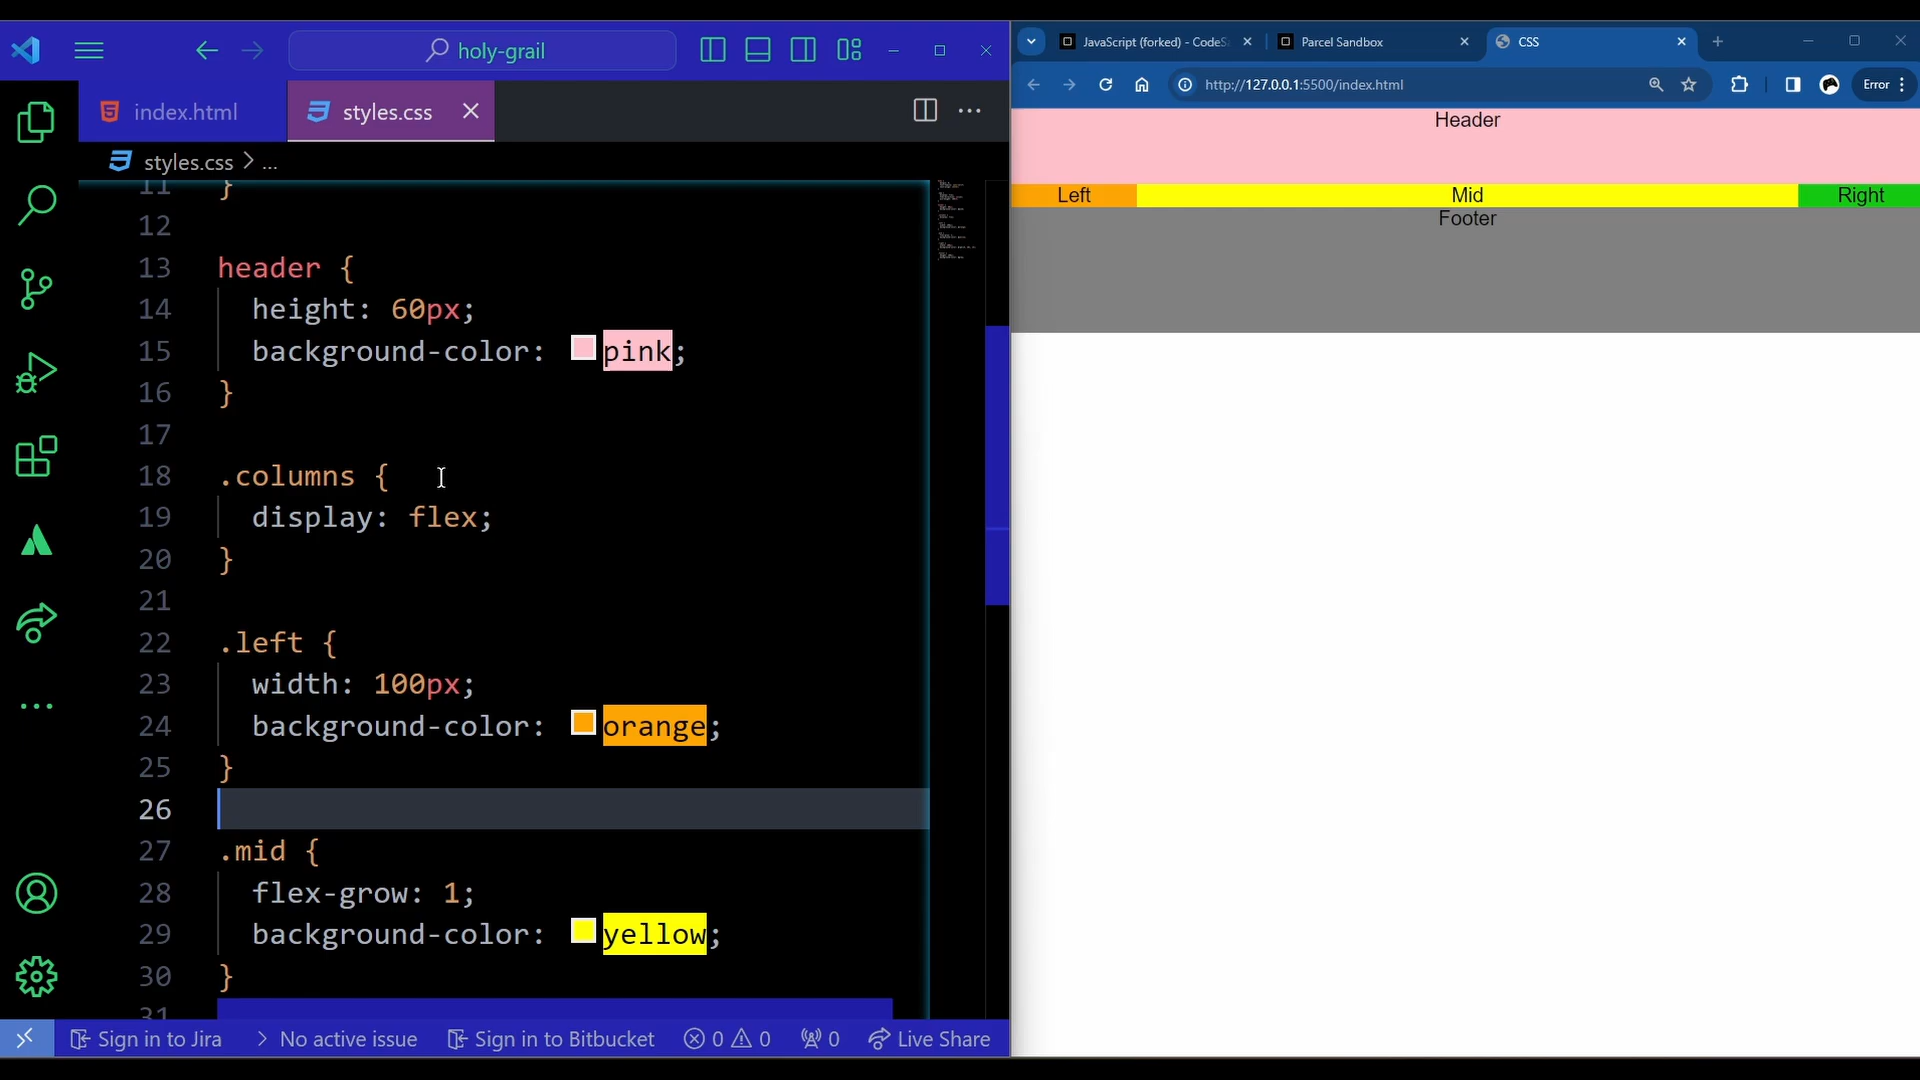 holy-grail
index.html
styles.css
styles.css > ...
11 }
12
13 header {
14 height: 60px;
15 background-color: pink;
16 }
17
18 .columns {
19 display: flex;
20 }
21
22 .left {
23 width: 100px;
24 background-color: orange;
25 }
26
27 .mid {
28 flex-grow: 1;
29 background-color: yellow;
30 }
31
Sign in to Jira
No active issue
Sign in to Bitbucket
0 0
0
Live Share
JavaScript (forked) - CodeS
Parcel Sandbox
CSS
http://127.0.0.1:5500/index.html
Error
Header
Left Mid Right
Footer